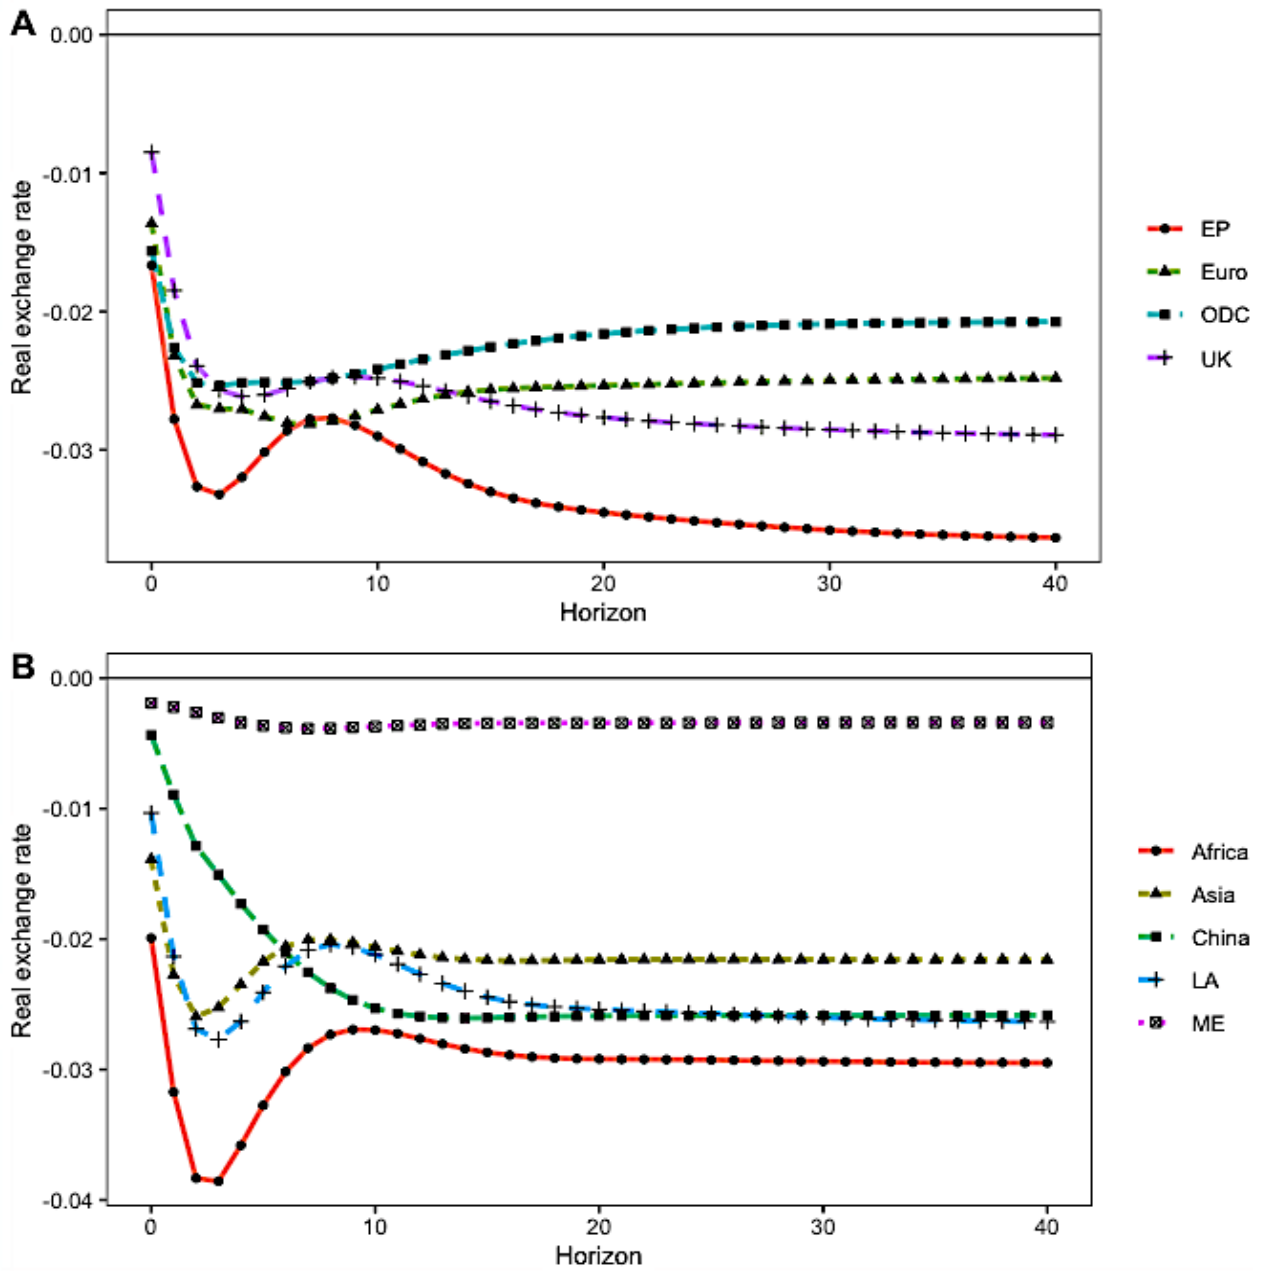 A
0.00
-0.01
-0.02
-0.03
Real exchange rate
0 10 20 30 40
Horizon
EP
Euro
ODC
UK
B
0.00
-0.01
-0.02
-0.03
-0.04
Real exchange rate
0 10 20 30 40
Horizon
Africa
Asia
China
LA
ME